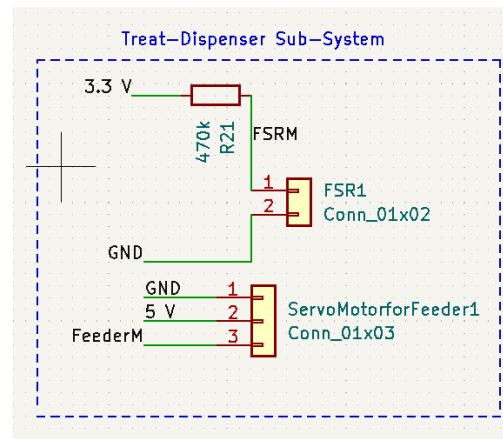 Treat-Dispenser Sub-System
3.3 V
470k
R21
FSRM
1
2
FSR1
Conn_01x02
GND
GND
5 V
FeederM
1
2
3
ServoMotorforFeeder1
Conn_01x03